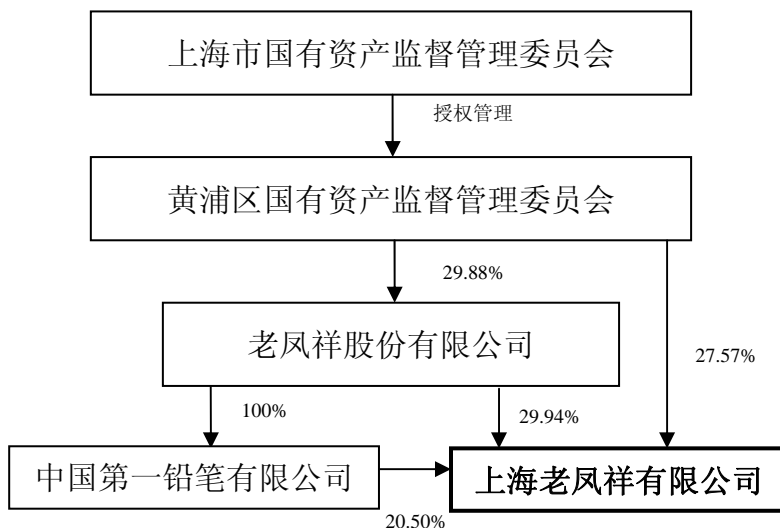 上海市国有资产监督管理委员会
授权管理
黄浦区国有资产监督管理委员会
29.88%
老凤祥股份有限公司
27.57%
100%
29.94%
中国第一铅笔有限公司
上海老凤祥有限公司
20.50%